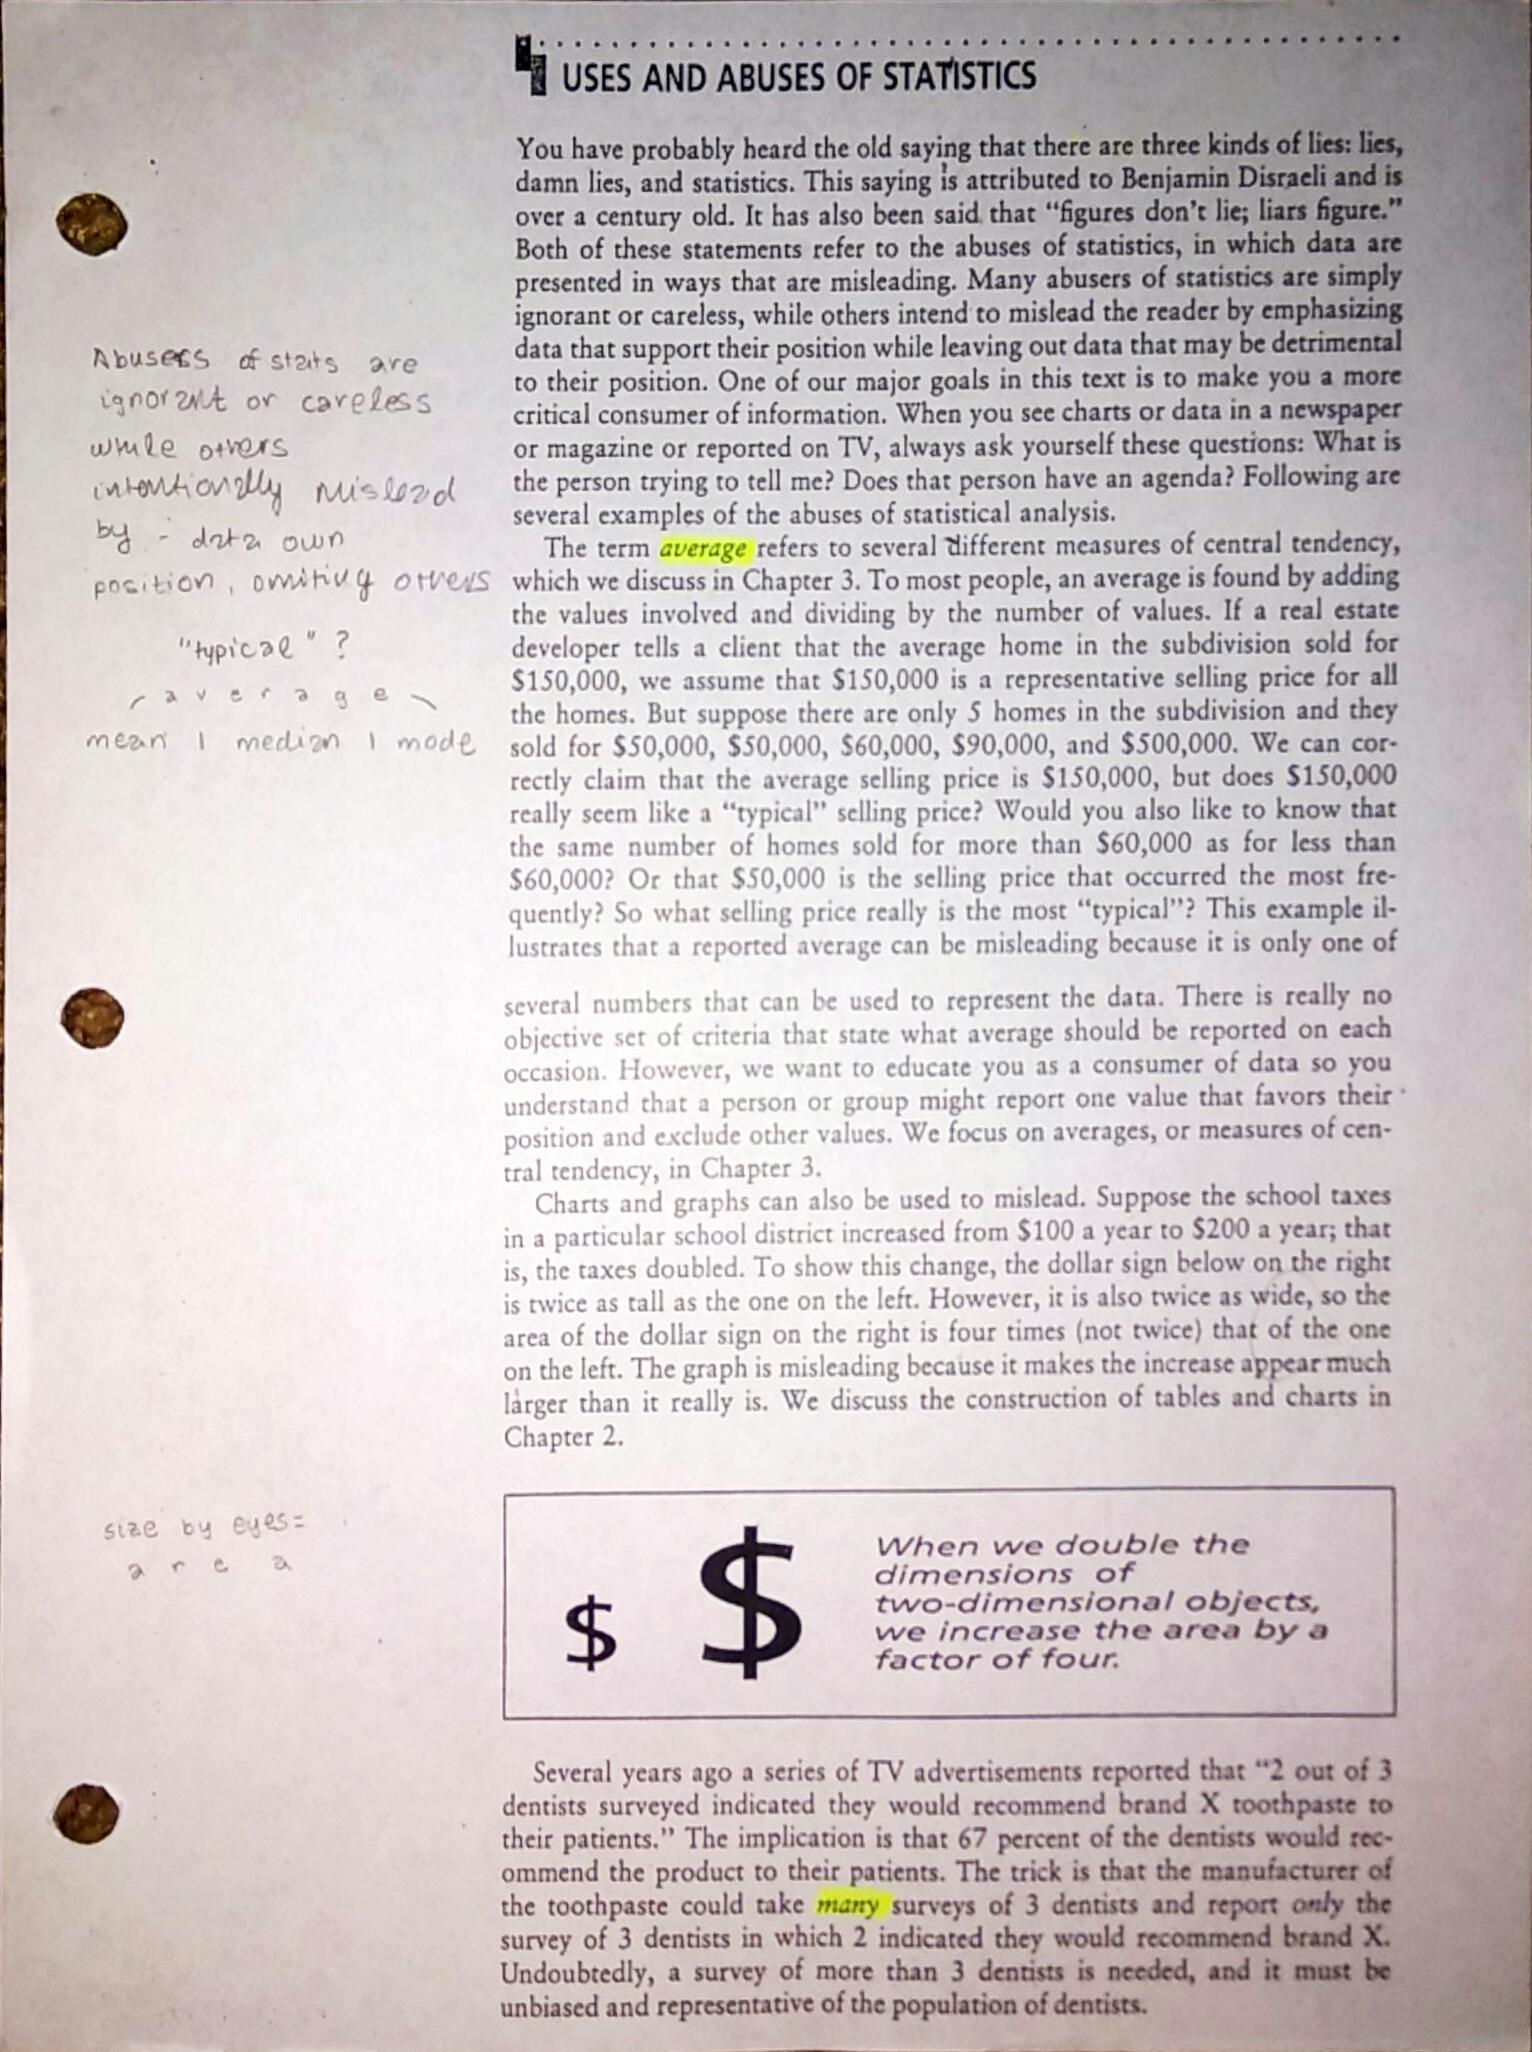 USES AND ABUSES OF STATISTICS
You have probably heard the old saying that there are three kinds of lies: lies,
damn lies, and statistics. This saying is attributed to Benjamin Disraeli and is
over a century old. It has also been said that “figures don’t lie; liars figure.”
Both of these statements refer to the abuses of statistics, in which data are
presented in ways that are misleading. Many abusers of statistics are simply
ignorant or careless, while others intend to mislead the reader by emphasizing
data that support their position while leaving out data that may be detrimental
to their position. One of our major goals in this text is to make you a more
critical consumer of information. When you see charts or data in a newspaper
or magazine or reported on TV, always ask yourself these questions: What is
the person trying to tell me? Does that person have an agenda? Following are
several examples of the abuses of statistical analysis.
Abusers of stats are
ignorant or careless
while others
intentionally mislead
by - data own
position, omiting others
The term average refers to several different measures of central tendency,
which we discuss in Chapter 3. To most people, an average is found by adding
the values involved and dividing by the number of values. If a real estate
developer tells a client that the average home in the subdivision sold for
$150,000, we assume that $150,000 is a representative selling price for all
the homes. But suppose there are only 5 homes in the subdivision and they
sold for $50,000, $50,000, $60,000, $90,000, and $500,000. We can cor-
rectly claim that the average selling price is $150,000, but does $150,000
really seem like a “typical” selling price? Would you also like to know that
the same number of homes sold for more than $60,000 as for less than
$60,000? Or that $50,000 is the selling price that occurred the most fre-
quently? So what selling price really is the most “typical”? This example il-
lustrates that a reported average can be misleading because it is only one of
"typical" ?
average
mean | median | mode
several numbers that can be used to represent the data. There is really no
objective set of criteria that state what average should be reported on each
occasion. However, we want to educate you as a consumer of data so you
understand that a person or group might report one value that favors their
position and exclude other values. We focus on averages, or measures of cen-
tral tendency, in Chapter 3.
Charts and graphs can also be used to mislead. Suppose the school taxes
in a particular school district increased from $100 a year to $200 a year; that
is, the taxes doubled. To show this change, the dollar sign below on the right
is twice as tall as the one on the left. However, it is also twice as wide, so the
area of the dollar sign on the right is four times (not twice) that of the one
on the left. The graph is misleading because it makes the increase appear much
larger than it really is. We discuss the construction of tables and charts in
Chapter 2.
size by eyes=
area
$ $
When we double the
dimensions of
two-dimensional objects,
we increase the area by a
factor of four.
Several years ago a series of TV advertisements reported that “2 out of 3
dentists surveyed indicated they would recommend brand X toothpaste to
their patients.” The implication is that 67 percent of the dentists would rec-
ommend the product to their patients. The trick is that the manufacturer of
the toothpaste could take many surveys of 3 dentists and report only the
survey of 3 dentists in which 2 indicated they would recommend brand X.
Undoubtedly, a survey of more than 3 dentists is needed, and it must be
unbiased and representative of the population of dentists.